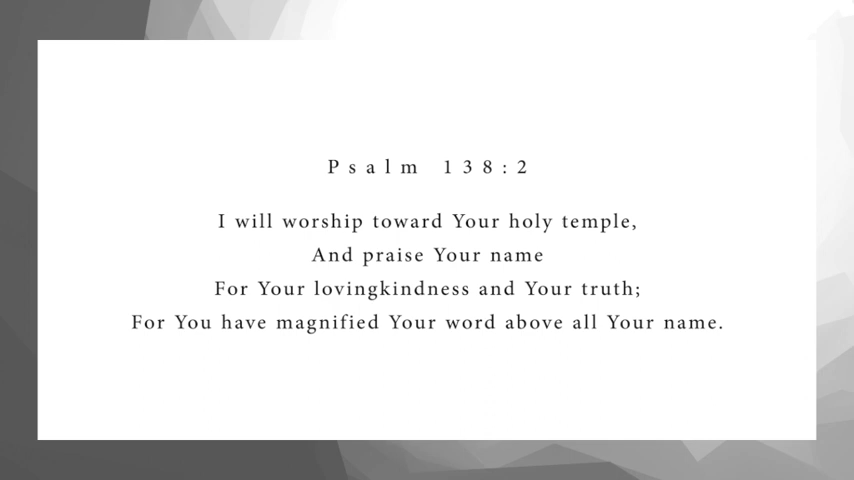 Psalm 138:2
I will worship toward Your holy temple,
And praise Your name
For Your lovingkindness and Your truth;
For You have magnified Your word above all Your name.